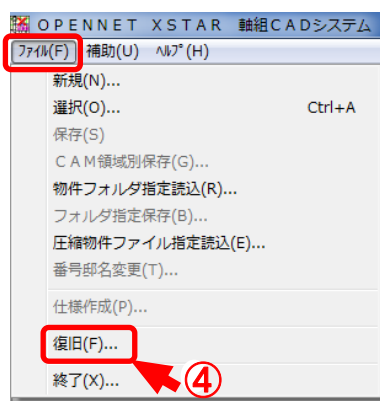 OPENNET XSTAR 軸組CADシステム
ファイル(F) 補助(U) ヘルプ(H)
新規(N)...
選択(O)... Ctrl+A
保存(S)
CAM領域別保存(G)...
物件フォルダ指定読込(R)...
フォルダ指定保存(B)...
圧縮物件ファイル指定読込(E)...
番号邸名変更(T)...
仕様作成(P)...
復旧(F)...
終了(X)...
④